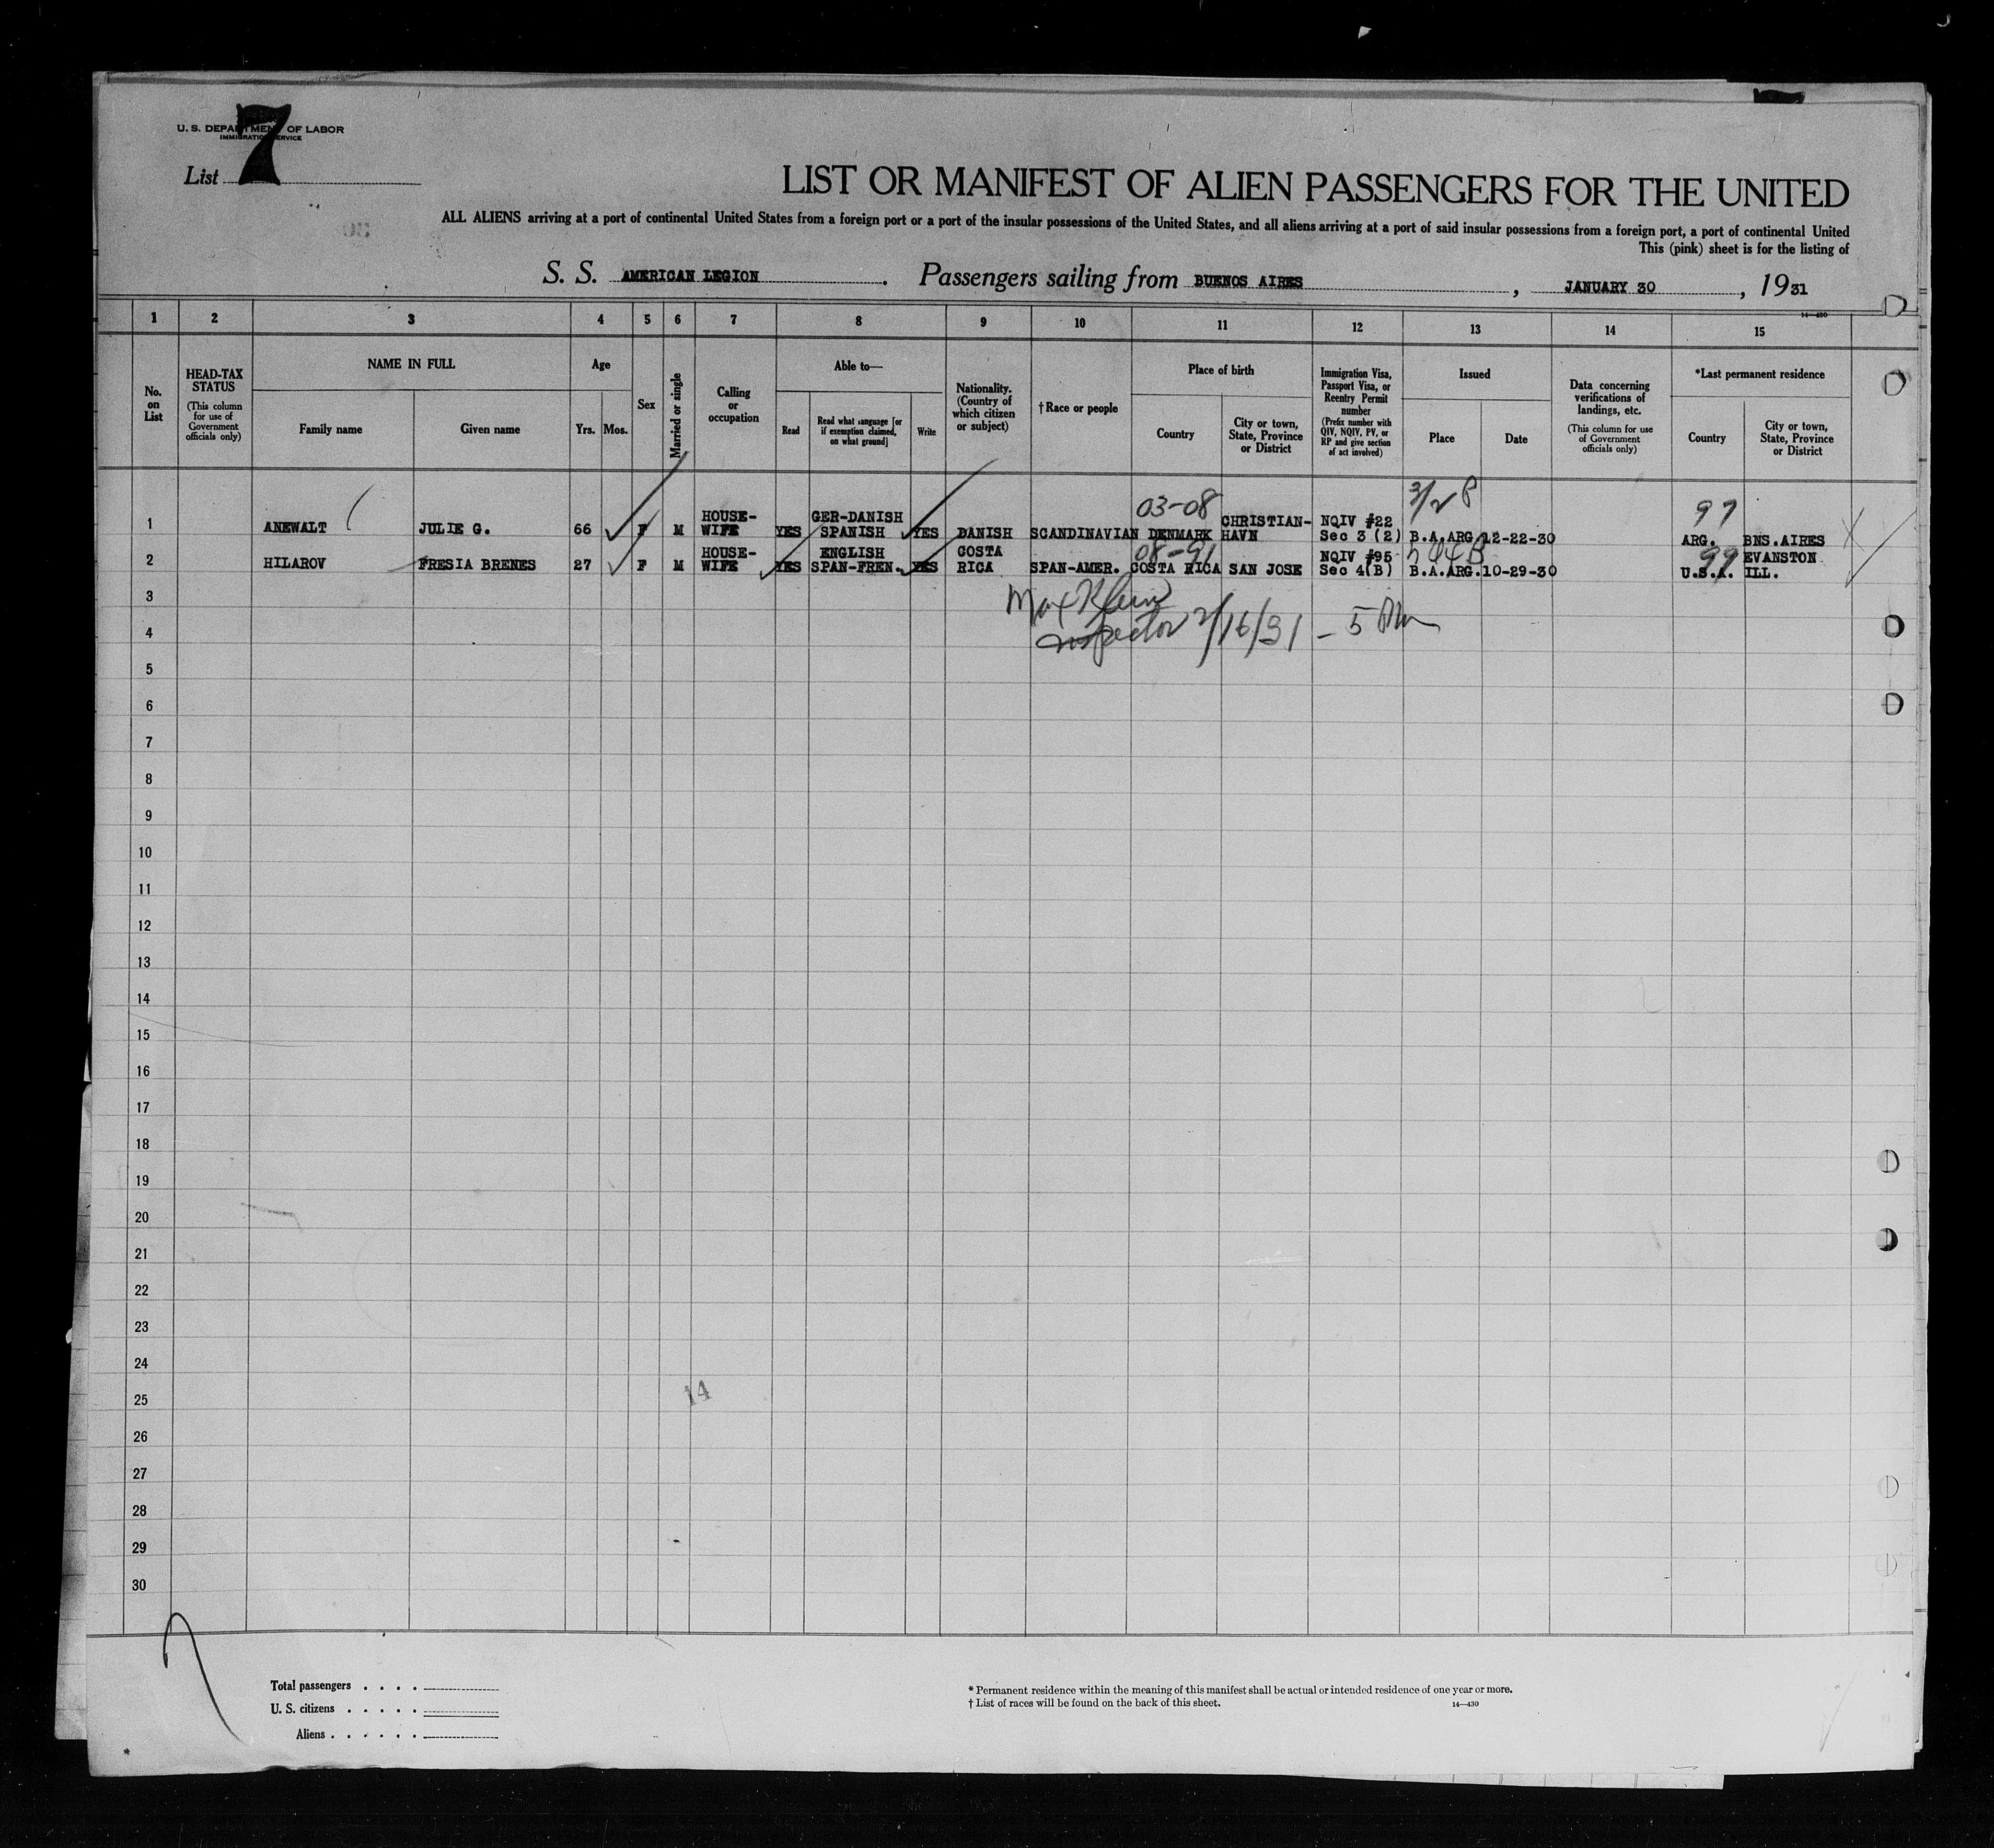 U. S. DEPARTMENT OF LABOR
IMMIGRATION SERVICE
List 7
LIST OR MANIFEST OF ALIEN PASSENGERS FOR THE UNITED
ALL ALIENS arriving at a port of continental United States from a foreign port or a port of the insular possessions of the United States, and all aliens arriving at a port of said insular possessions from a foreign port, a port of continental United
This (pink) sheet is for the listing of
S. S. AMERICAN LEGION . Passengers sailing from BUENOS AIRES , JANUARY 30 , 1931
14—430
1 2 3 4 5 6 7 8 9 10 11 12 13 14 15
No. on List
HEAD-TAX STATUS (This column for use of Government officials only)
NAME IN FULL
Family name Given name
Age
Yrs. Mos.
Sex
Married or single
Calling or occupation
Able to—
Read Read what language [or if exemption claimed, on what ground] Write
Nationality. (Country of which citizen or subject)
†Race or people
Place of birth
Country City or town, State, Province or District
Immigration Visa, Passport Visa, or Reentry Permit number (Prefix number with QIV, NQIV, PV, or RP and give section of act involved)
Issued
Place Date
Data concerning verifications of landings, etc. (This column for use of Government officials only)
*Last permanent residence
Country City or town, State, Province or District
03-08 3/2 B 97
1 ANEWALT JULIE G. 66 F M HOUSE-WIFE YES GER-DANISH SPANISH YES DANISH SCANDINAVIAN DENMARK CHRISTIAN-HAVN NQIV #22 Sec 3 (2) B.A.ARG. 12-22-30 ARG. BNS.AIRES
08-91 99
2 HILAROV FRESIA BRENES 27 F M HOUSE-WIFE YES ENGLISH SPAN-FREN. YES COSTA RICA SPAN-AMER. COSTA RICA SAN JOSE NQIV #95 Sec 4(B) B.A.ARG. 10-29-30 U.S.A. EVANSTON ILL.
3 Max Klein
4 Inspector 2/16/31 – 5 PM
5
6
7
8
9
10
11
12
13
14
15
16
17
18
19
20
21
22
23
24
25 14
26
27
28
29
30
Total passengers . . . .
U. S. citizens . . . . .
Aliens . . . . . .
* Permanent residence within the meaning of this manifest shall be actual or intended residence of one year or more.
† List of races will be found on the back of this sheet.
14—430